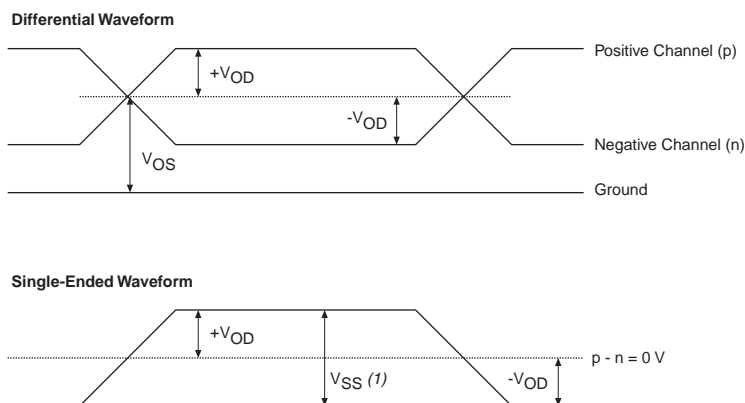 Differential Waveform
Positive Channel (p)
+VOD
-VOD
Negative Channel (n)
VOS
Ground
Single-Ended Waveform
+VOD
p - n = 0 V
VSS (1)
-VOD